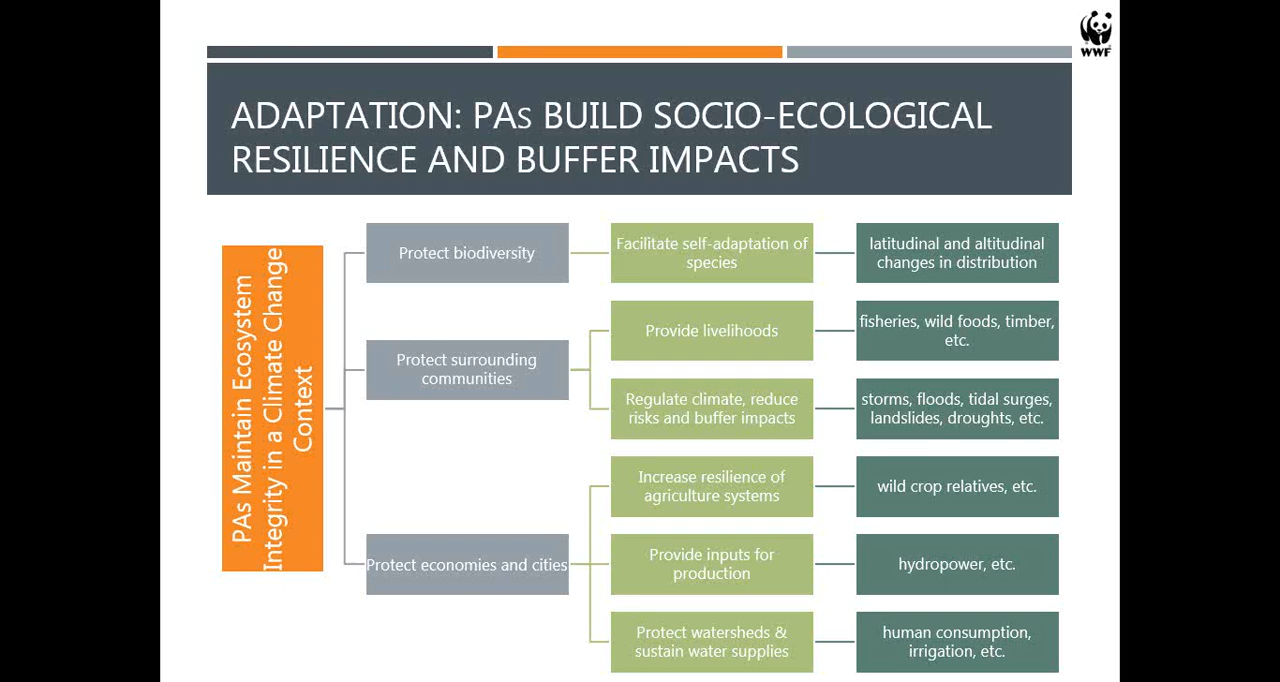 WWF
ADAPTATION: PAs BUILD SOCIO-ECOLOGICAL
RESILIENCE AND BUFFER IMPACTS
PAs Maintain Ecosystem
Integrity in a Climate Change
Context
Protect biodiversity
Facilitate self-adaptation of
species
latitudinal and altitudinal
changes in distribution
Protect surrounding
communities
Provide livelihoods
fisheries, wild foods, timber,
etc.
Regulate climate, reduce
risks and buffer impacts
storms, floods, tidal surges,
landslides, droughts, etc.
Protect economies and cities
Increase resilience of
agriculture systems
wild crop relatives, etc.
Provide inputs for
production
hydropower, etc.
Protect watersheds &
sustain water supplies
human consumption,
irrigation, etc.